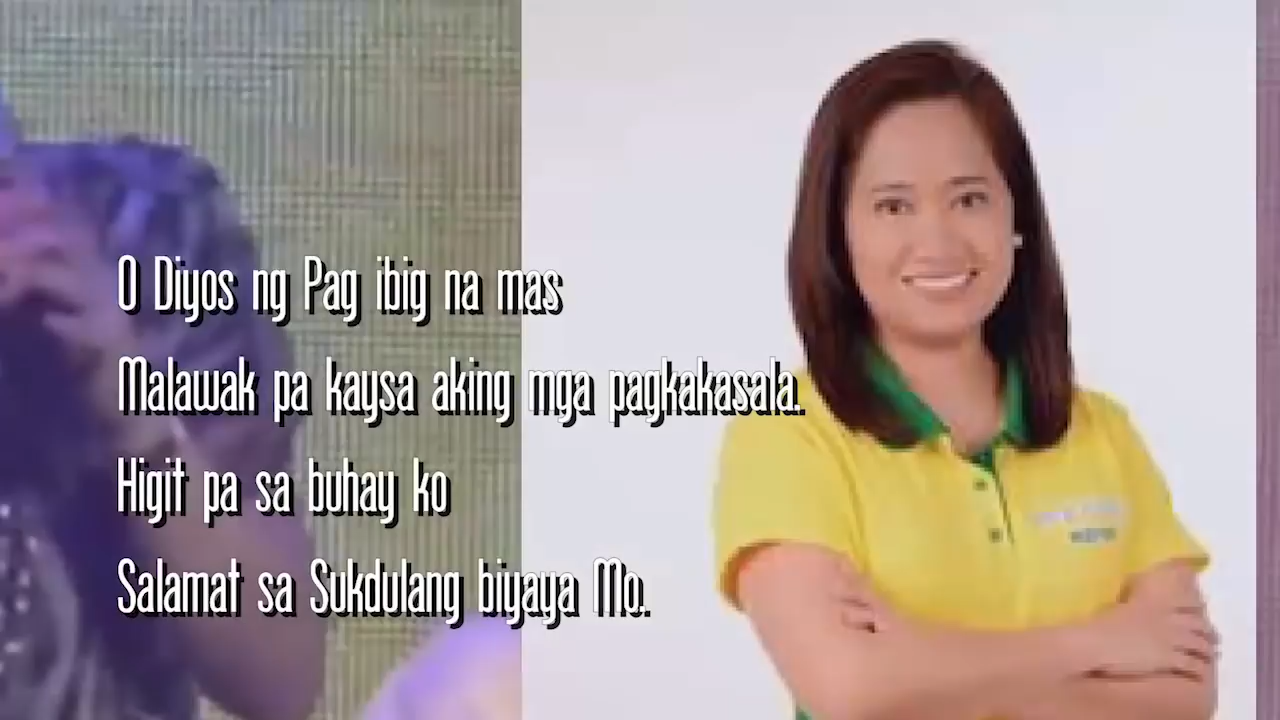 O Diyos ng Pag ibig na mas
Malawak pa kaysa aking mga pagkakasala.
Higit pa sa buhay ko
Salamat sa Sukdulang biyaya Mo.